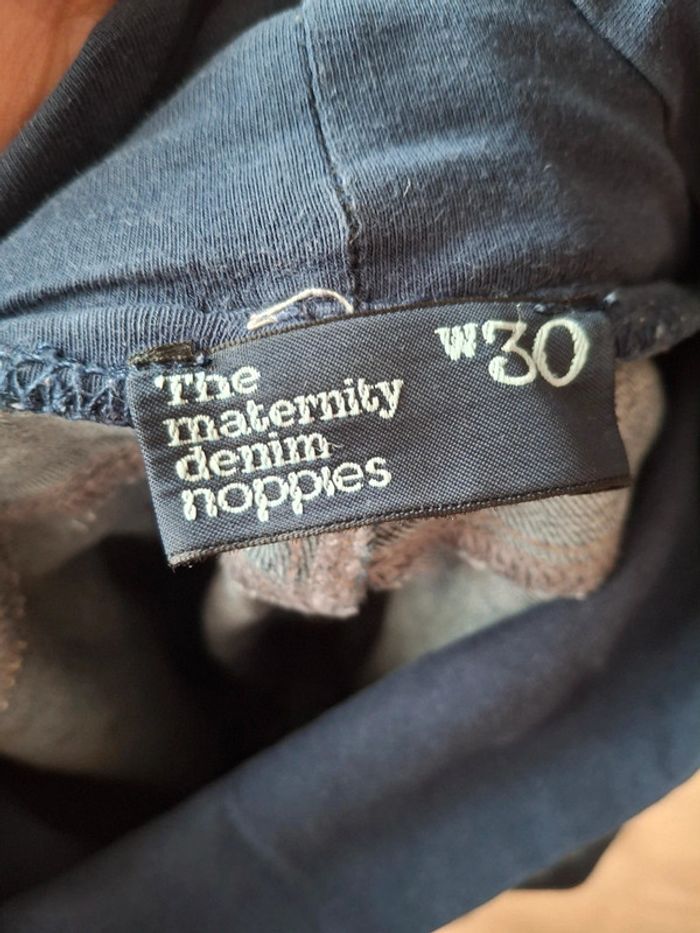 The
maternity
denim
noppies
W30